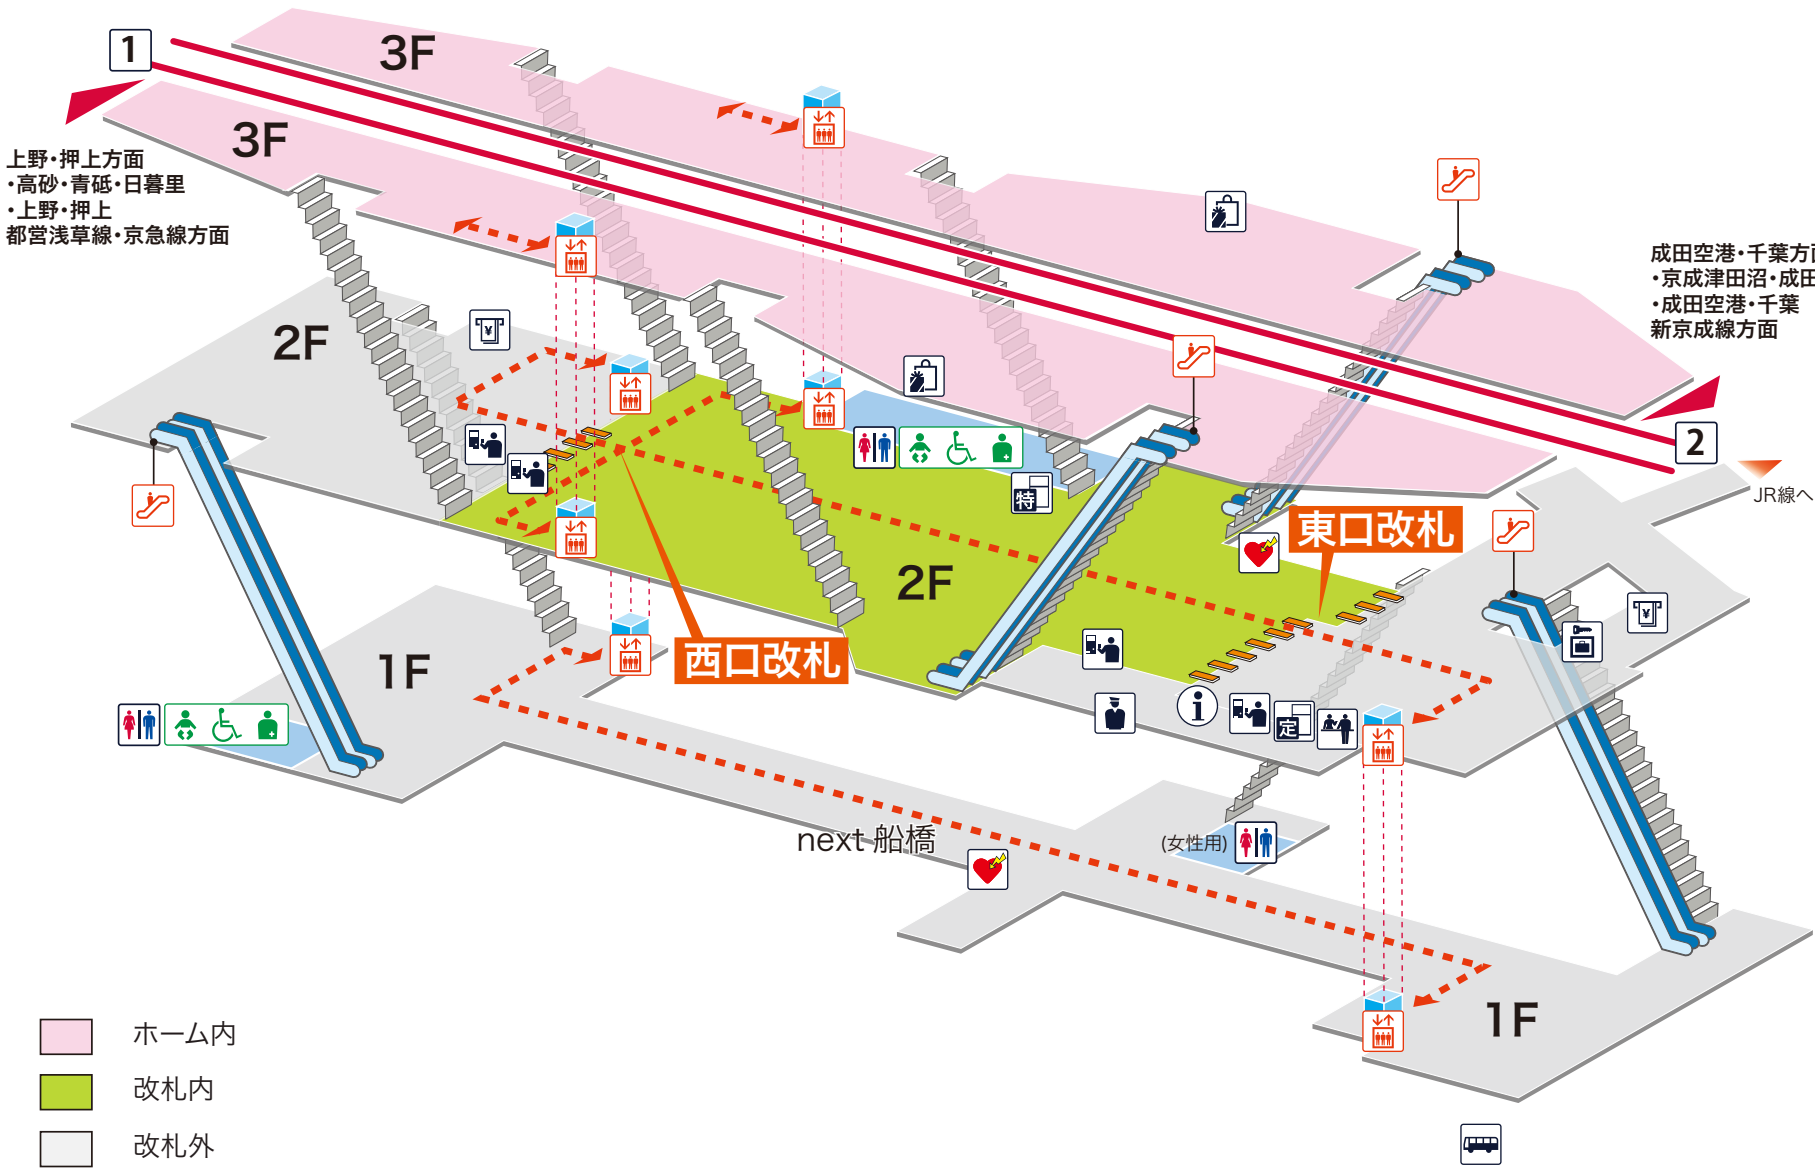 1
3F
3F
上野・押上方面
・高砂・青砥・日暮里
・上野・押上
都営浅草線・京急線方面
成田空港・千葉方面
・京成津田沼・成田
・成田空港・千葉
新京成線方面
2
JR線へ
2F
¥
特
東口改札
2F
西口改札
¥
1F
i
定
next 船橋
(女性用)
1F
ホーム内
改札内
改札外